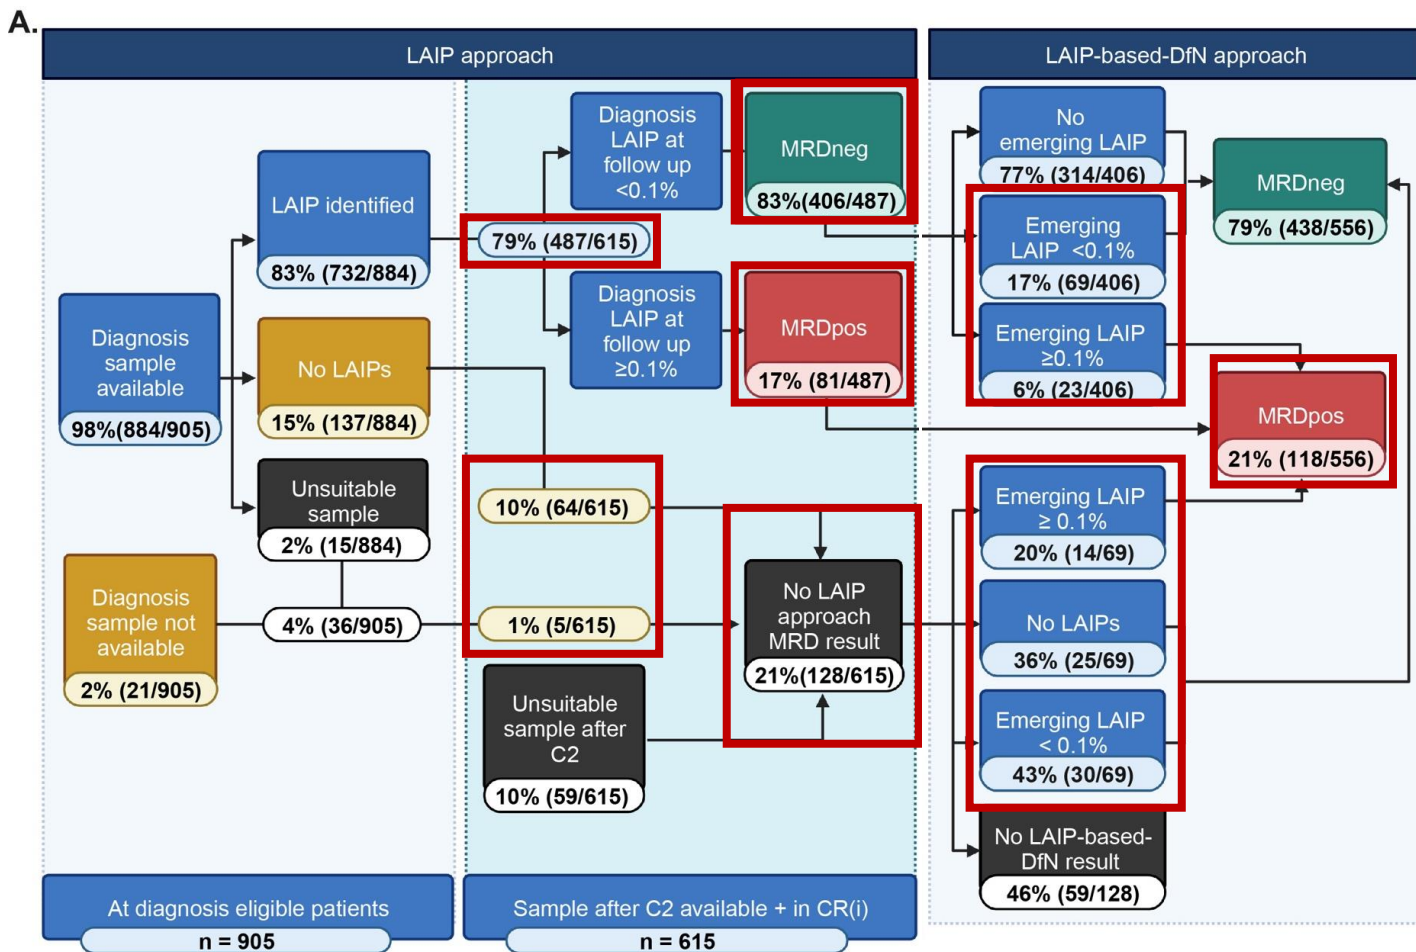 A.
LAIP approach
LAIP-based-DfN approach
Diagnosis
sample
available
98%(884/905)
Diagnosis
sample not
available
2% (21/905)
LAIP identified
83% (732/884)
No LAIPs
15% (137/884)
Unsuitable
sample
2% (15/884)
4% (36/905)
At diagnosis eligible patients
n = 905
79% (487/615)
Diagnosis
LAIP at
follow up
<0.1%
Diagnosis
LAIP at
follow up
≥0.1%
MRDneg
83%(406/487)
MRDpos
17% (81/487)
10% (64/615)
1% (5/615)
Unsuitable
sample after
C2
10% (59/615)
No LAIP
approach
MRD result
21%(128/615)
Sample after C2 available + in CR(i)
n = 615
No
emerging LAIP
77% (314/406)
Emerging
LAIP <0.1%
17% (69/406)
Emerging LAIP
≥0.1%
6% (23/406)
Emerging LAIP
≥ 0.1%
20% (14/69)
No LAIPs
36% (25/69)
Emerging LAIP
< 0.1%
43% (30/69)
No LAIP-based-
DfN result
46% (59/128)
MRDneg
79% (438/556)
MRDpos
21% (118/556)